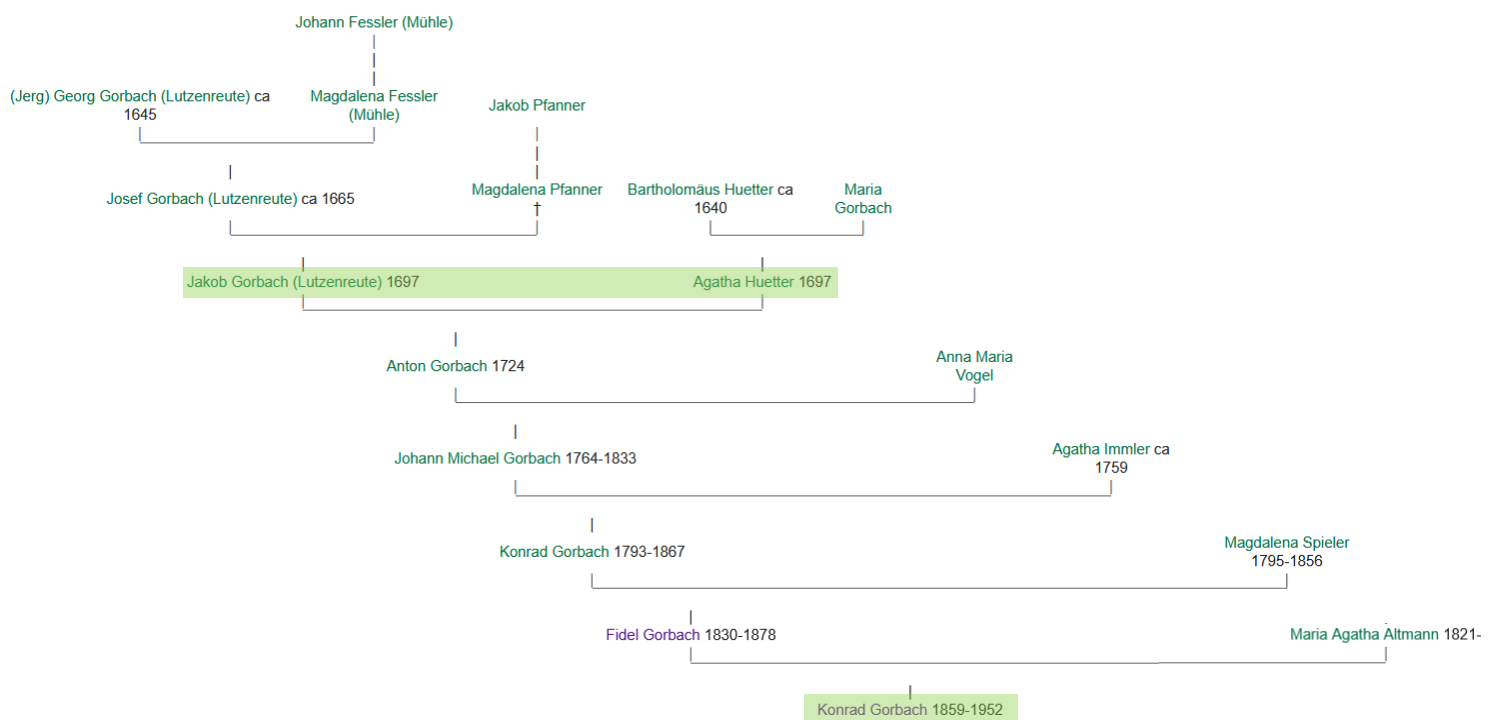 Johann Fessler (Mühle)
(Jerg) Georg Gorbach (Lutzenreute) ca
1645
Magdalena Fessler
(Mühle)
Jakob Pfanner
Josef Gorbach (Lutzenreute) ca 1665
Magdalena Pfanner
†
Bartholomäus Huetter ca
1640
Maria
Gorbach
Jakob Gorbach (Lutzenreute) 1697
Agatha Huetter 1697
Anton Gorbach 1724
Anna Maria
Vogel
Johann Michael Gorbach 1764-1833
Agatha Immler ca
1759
Konrad Gorbach 1793-1867
Magdalena Spieler
1795-1856
Fidel Gorbach 1830-1878
Maria Agatha Altmann 1821-
Konrad Gorbach 1859-1952